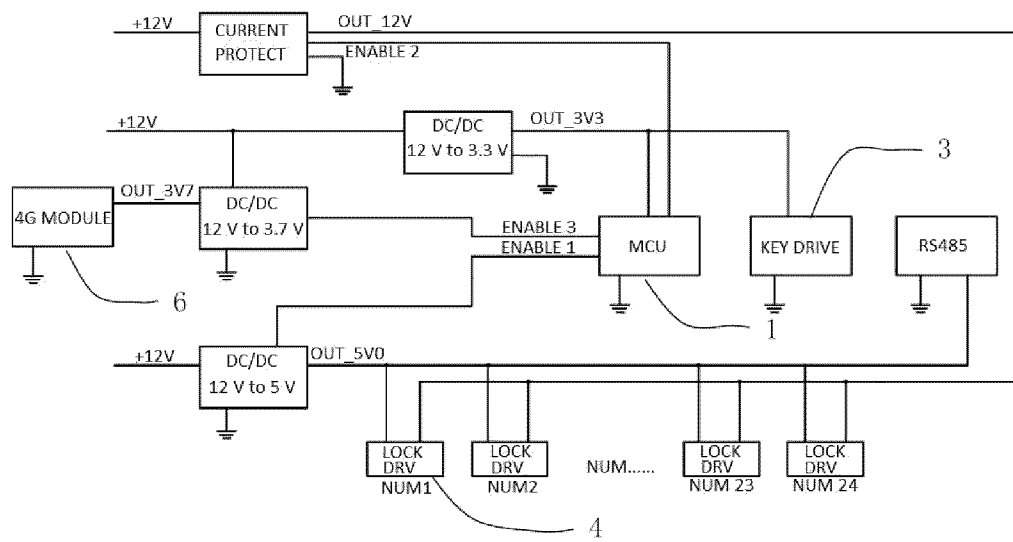 +12V
CURRENT
PROTECT
OUT_12V
ENABLE 2
+12V
DC/DC
12 V to 3.3 V
OUT_3V3
3
4G MODULE
OUT_3V7
DC/DC
12 V to 3.7 V
ENABLE 3
ENABLE 1
MCU
KEY DRIVE
RS485
6
1
+12V
DC/DC
12 V to 5 V
OUT_5V0
LOCK
DRV
NUM1
LOCK
DRV
NUM2
NUM......
LOCK
DRV
NUM 23
LOCK
DRV
NUM 24
4